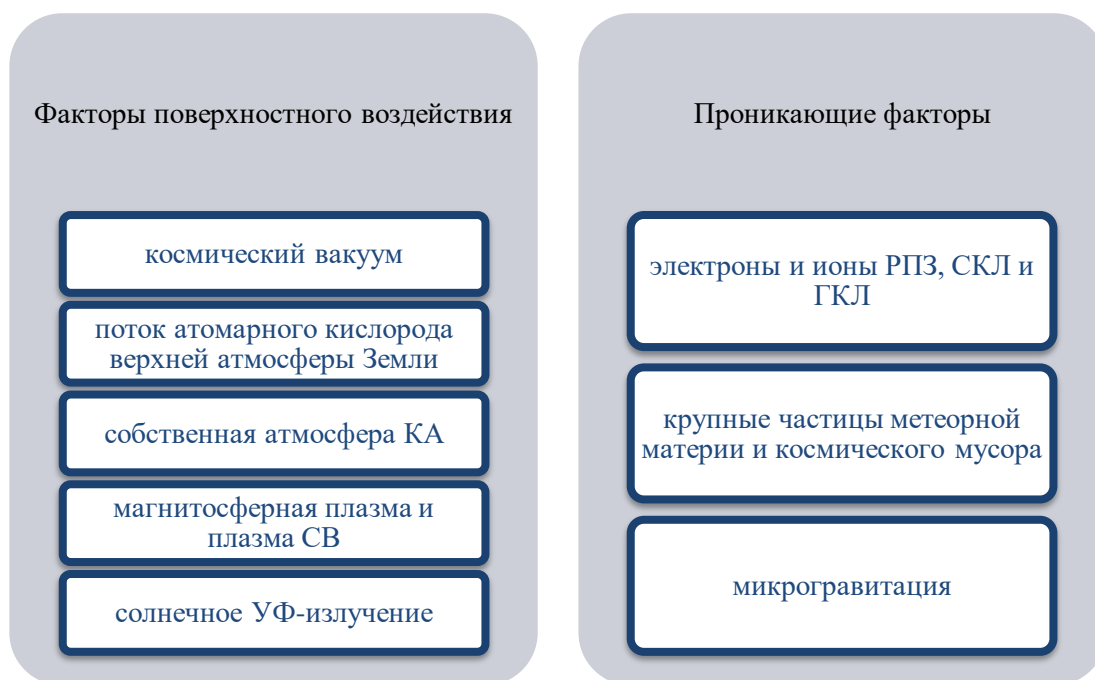 Факторы поверхностного воздействия
космический вакуум
поток атомарного кислорода
верхней атмосферы Земли
собственная атмосфера КА
магнитосферная плазма и
плазма СВ
солнечное УФ-излучение
Проникающие факторы
электроны и ионы РПЗ, СКЛ и
ГКЛ
крупные частицы метеорной
материи и космического мусора
микрогравитация